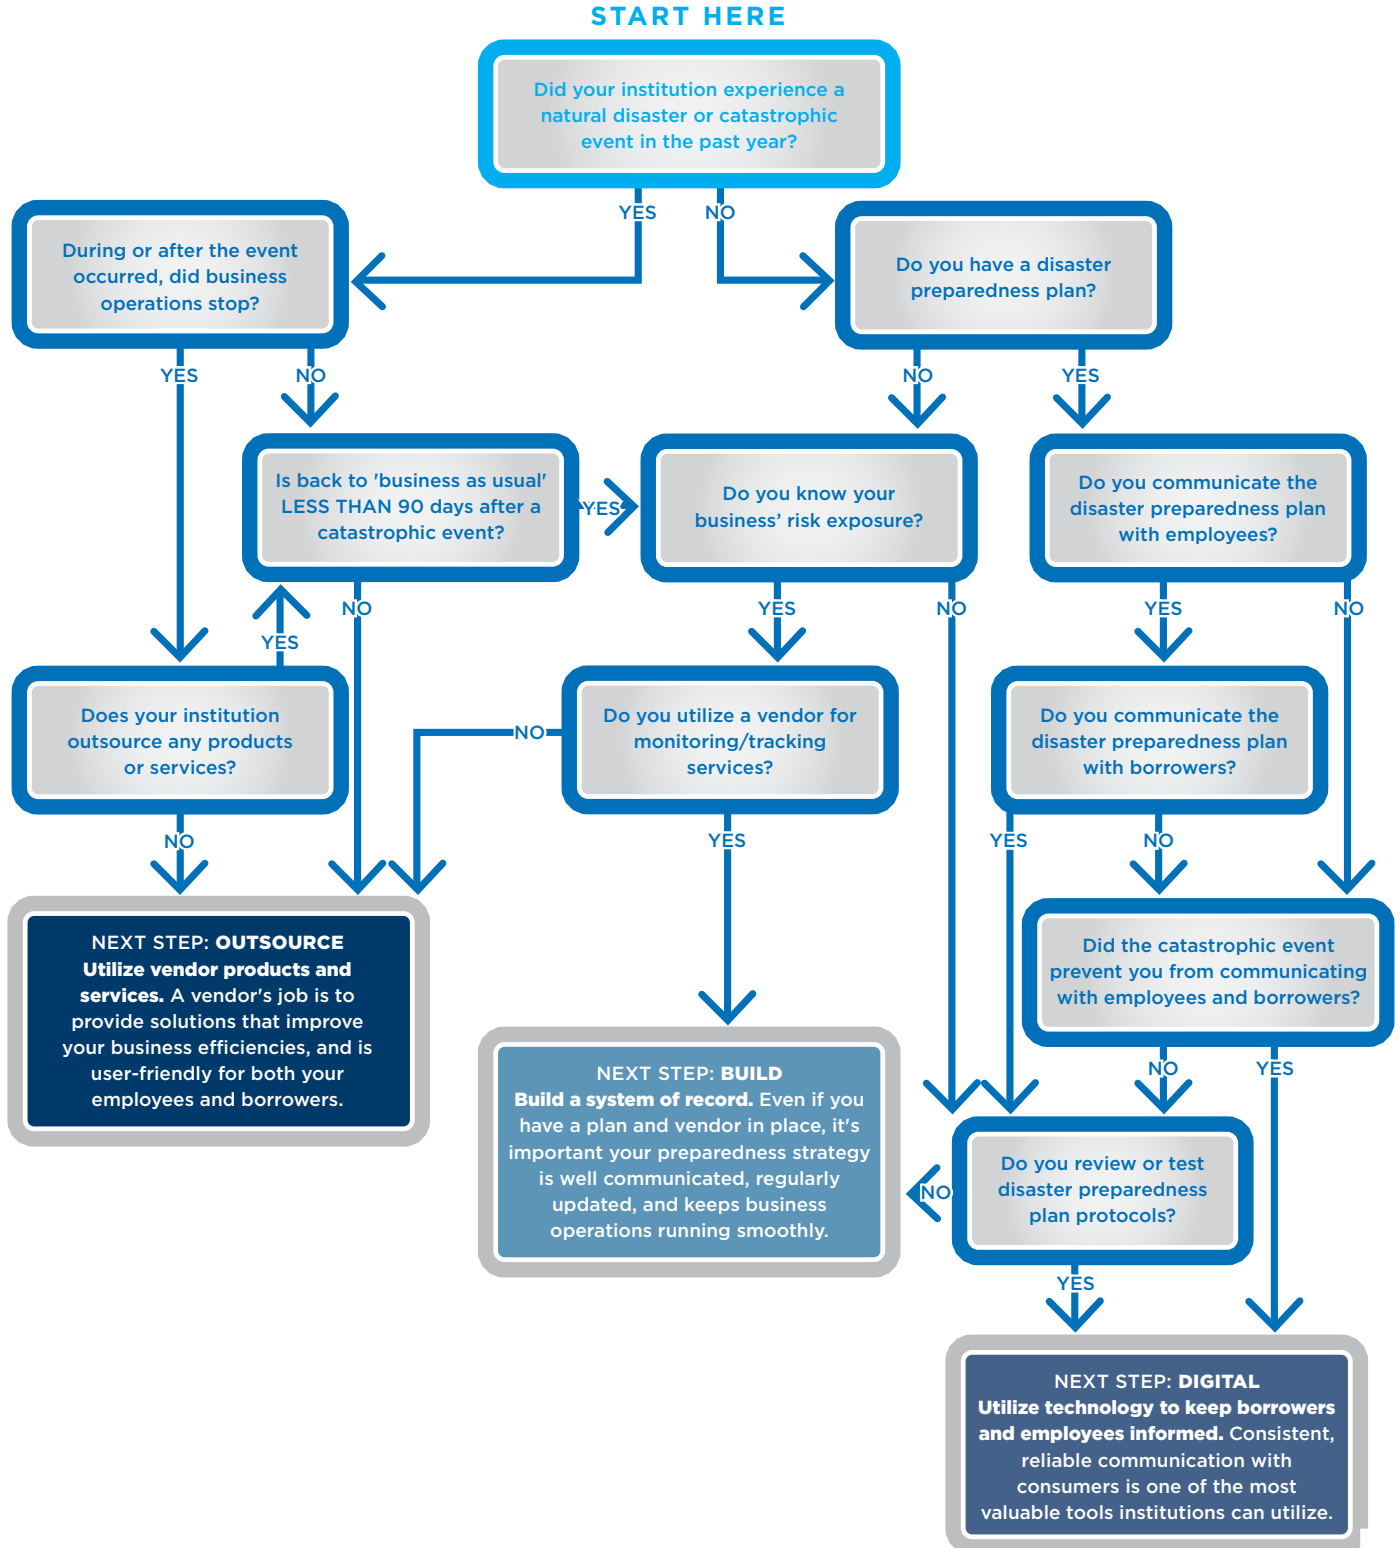 START HERE
Did your institution experience a
natural disaster or catastrophic
event in the past year?
YES
NO
During or after the event
occurred, did business
operations stop?
Do you have a disaster
preparedness plan?
YES
NO
NO
YES
Is back to 'business as usual'
LESS THAN 90 days after a
catastrophic event?
YES
Do you know your
business’ risk exposure?
Do you communicate the
disaster preparedness plan
with employees?
YES
NO
YES
NO
YES
NO
Does your institution
outsource any products
or services?
NO
Do you utilize a vendor for
monitoring/tracking
services?
Do you communicate the
disaster preparedness plan
with borrowers?
NO
YES
YES
NO
NEXT STEP: OUTSOURCE
Utilize vendor products and
services. A vendor's job is to
provide solutions that improve
your business efficiencies, and is
user-friendly for both your
employees and borrowers.
Did the catastrophic event
prevent you from communicating
with employees and borrowers?
NO
YES
NEXT STEP: BUILD
Build a system of record. Even if you
have a plan and vendor in place, it's
important your preparedness strategy
is well communicated, regularly
updated, and keeps business
operations running smoothly.
NO
Do you review or test
disaster preparedness
plan protocols?
YES
NEXT STEP: DIGITAL
Utilize technology to keep borrowers
and employees informed. Consistent,
reliable communication with
consumers is one of the most
valuable tools institutions can utilize.